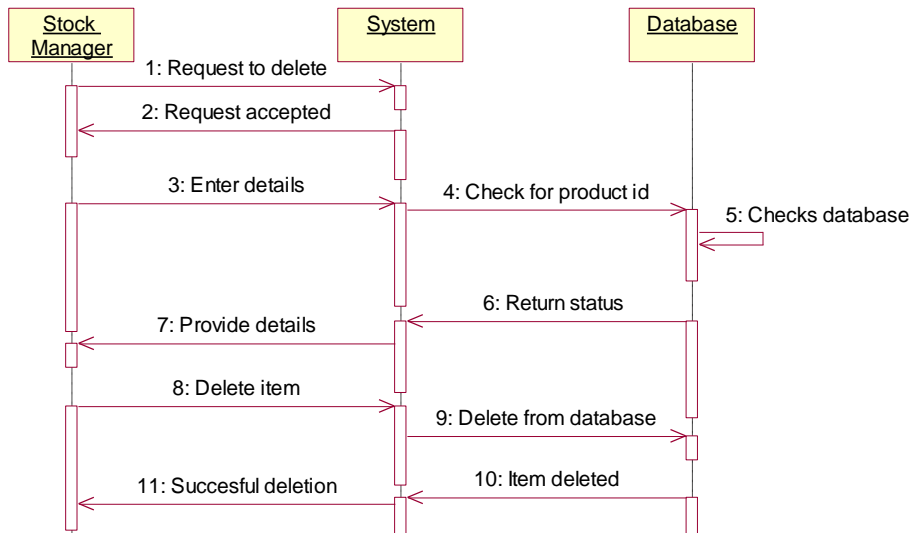 Stock
Manager
System
Database
1: Request to delete
2: Request accepted
3: Enter details
4: Check for product id
5: Checks database
6: Return status
7: Provide details
8: Delete item
9: Delete from database
10: Item deleted
11: Succesful deletion